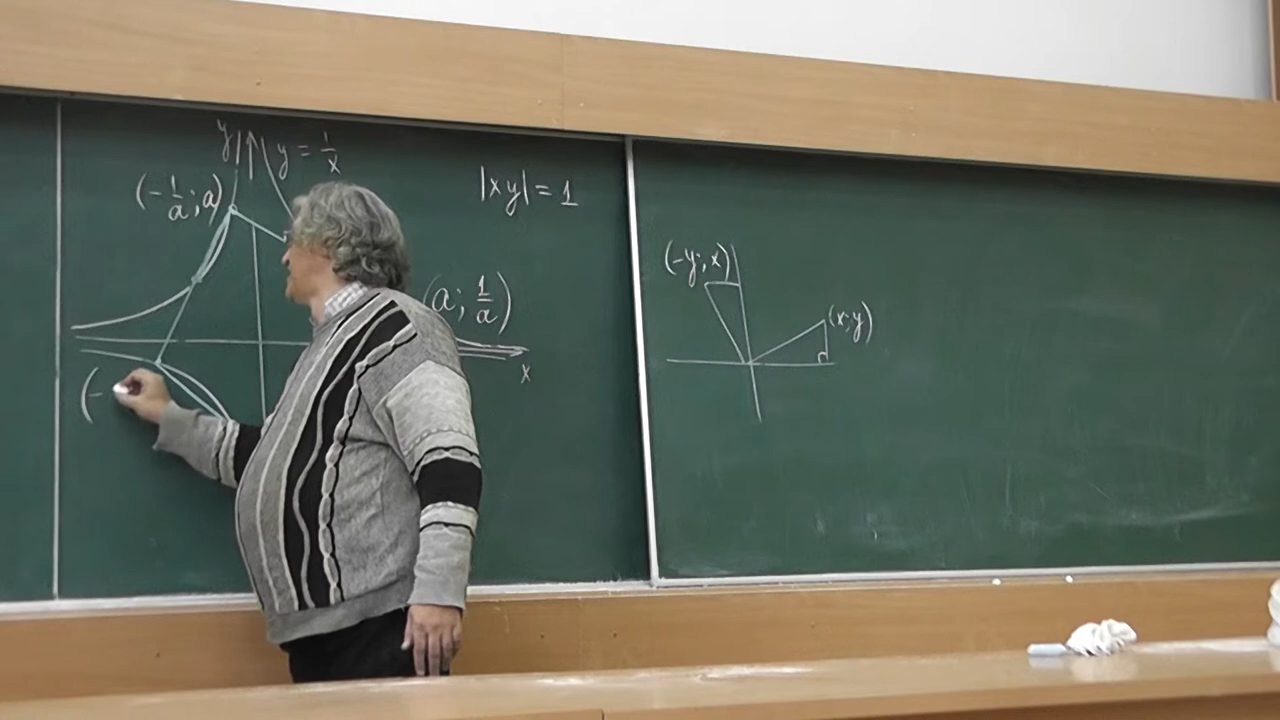 y
y = 1/x
(-1/a; a)
|xy| = 1
(a; 1/a)
x
(-
(-y; x)
(x; y)